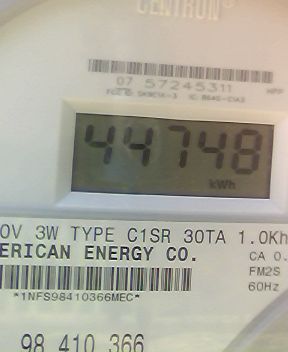 CENTRON®
07 57245311
44748
kWh
0V 3W TYPE C1SR 30TA 1.0Kh
ERICAN ENERGY CO.
CA 0.
FM2S
60Hz
*1NFS98410366MEC*
98 410 366